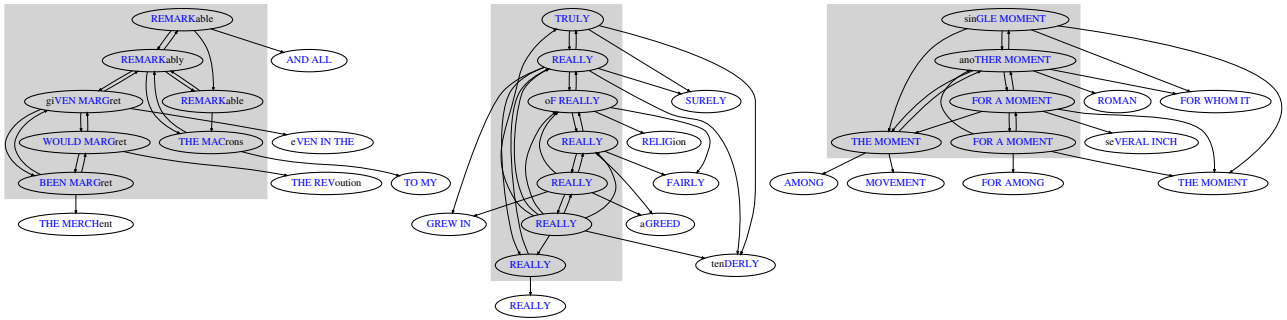 REMARKable
REMARKably
AND ALL
giVEN MARGret
REMARKable
WOULD MARGret
THE MACrons
eVEN IN THE
BEEN MARGret
THE REVoution
TO MY
THE MERCHent
TRULY
REALLY
oF REALLY
SURELY
REALLY
RELIGion
REALLY
FAIRLY
GREW IN
REALLY
aGREED
REALLY
tenDERLY
REALLY
sinGLE MOMENT
anoTHER MOMENT
FOR A MOMENT
ROMAN
FOR WHOM IT
THE MOMENT
FOR A MOMENT
seVERAL INCH
AMONG
MOVEMENT
FOR AMONG
THE MOMENT